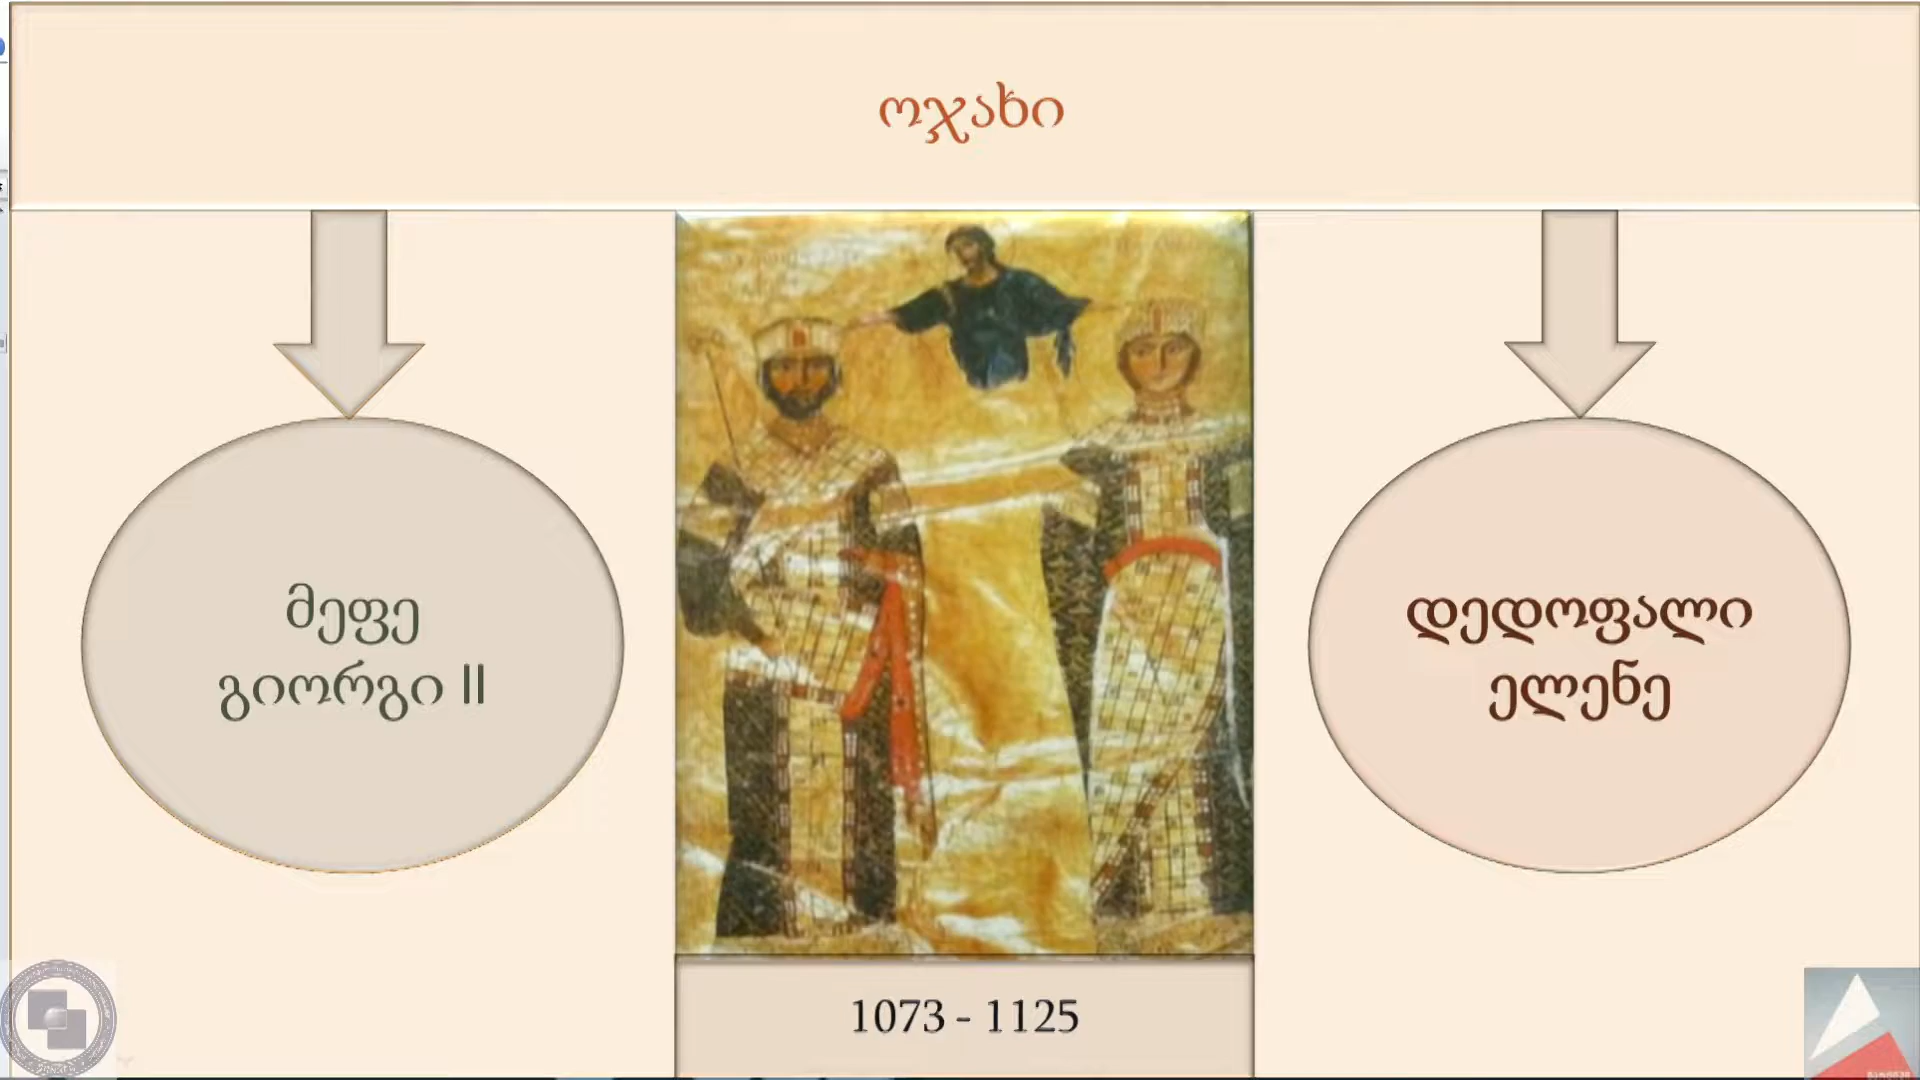 ოჯახი
მეფე
გიორგი II
დედოფალი
ელენე
1073 - 1125